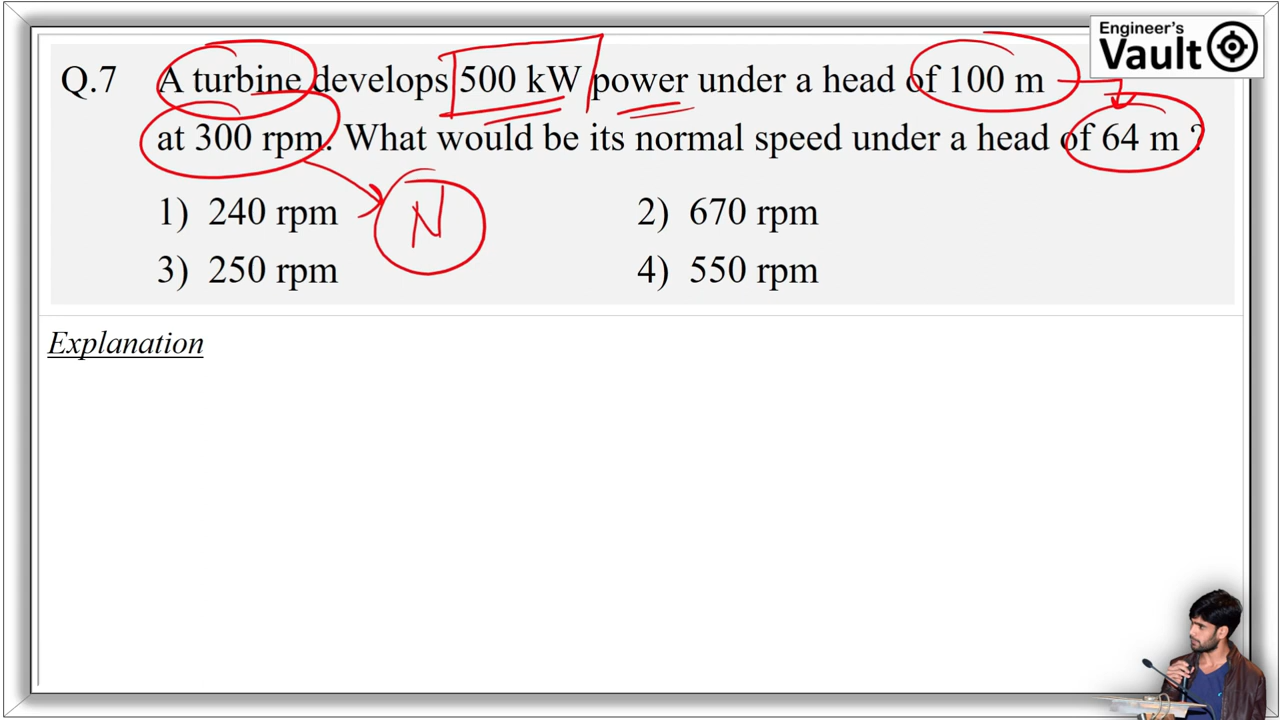 Engineer's
Vault
Q.7 A turbine develops 500 kW power under a head of 100 m
at 300 rpm. What would be its normal speed under a head of 64 m ?
N
1) 240 rpm 2) 670 rpm
3) 250 rpm 4) 550 rpm
Explanation